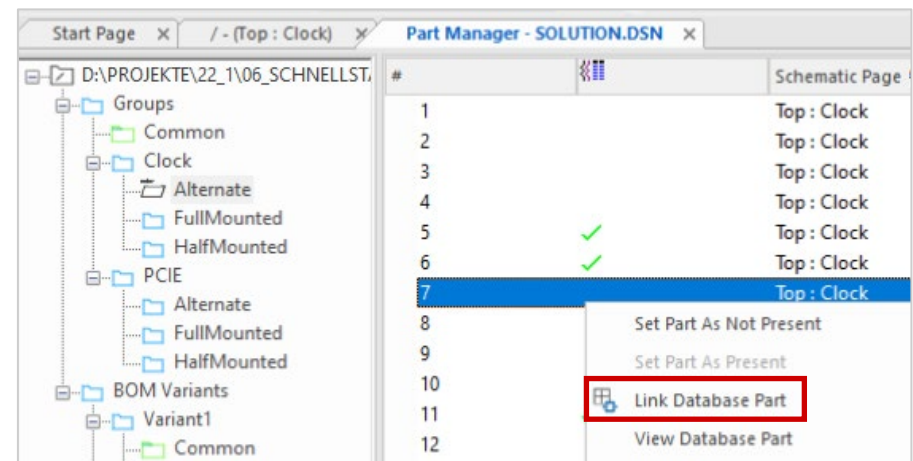 Start Page × / - (Top : Clock) × Part Manager - SOLUTION.DSN ×
D:\PROJEKTE\22_1\06_SCHNELLST
Groups
Common
Clock
Alternate
FullMounted
HalfMounted
PCIE
Alternate
FullMounted
HalfMounted
BOM Variants
Variant1
Common
# Schematic Page
1 Top : Clock
2 Top : Clock
3 Top : Clock
4 Top : Clock
5 Top : Clock
6 Top : Clock
7 Top : Clock
8
9
10
11
12
Set Part As Not Present
Set Part As Present
Link Database Part
View Database Part